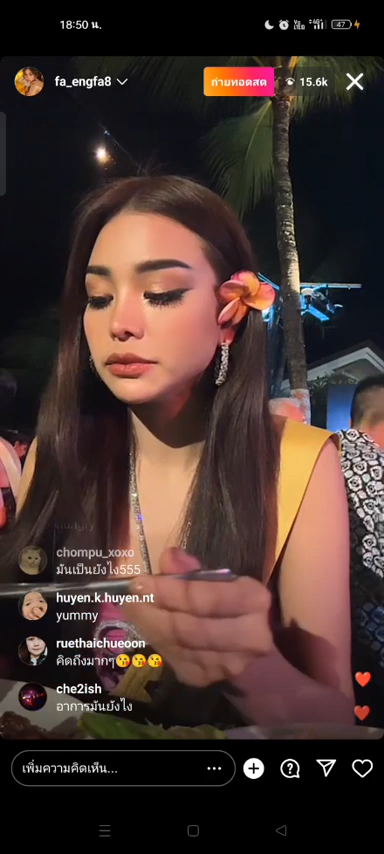 18:50 น.
4G+
47
fa_engfa8
ถ่ายทอดสด
15.6k
chompu_xoxo
มันเป็นยังไง555
huyen.k.huyen.nt
yummy
ruethaichueoon
คิดถึงมากๆ😘😘😘
che2ish
อาการมันยังไง
เพิ่มความคิดเห็น...